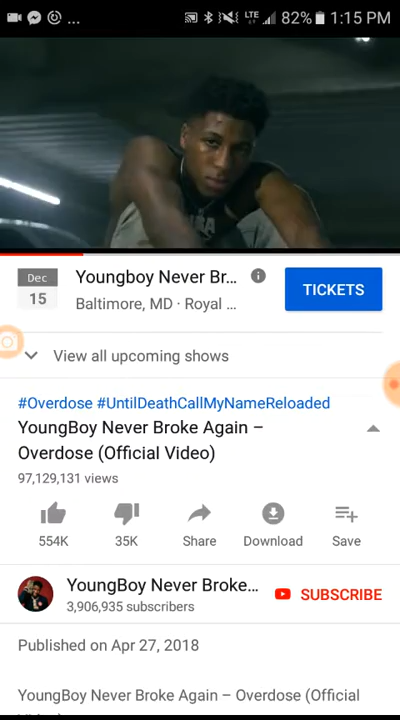 ... LTE 82% 1:15 PM
Dec
15
Youngboy Never Br...
Baltimore, MD · Royal ...
TICKETS
View all upcoming shows
#Overdose #UntilDeathCallMyNameReloaded
YoungBoy Never Broke Again –
Overdose (Official Video)
97,129,131 views
554K 35K Share Download Save
YoungBoy Never Broke...
3,906,935 subscribers
SUBSCRIBE
Published on Apr 27, 2018
YoungBoy Never Broke Again – Overdose (Official